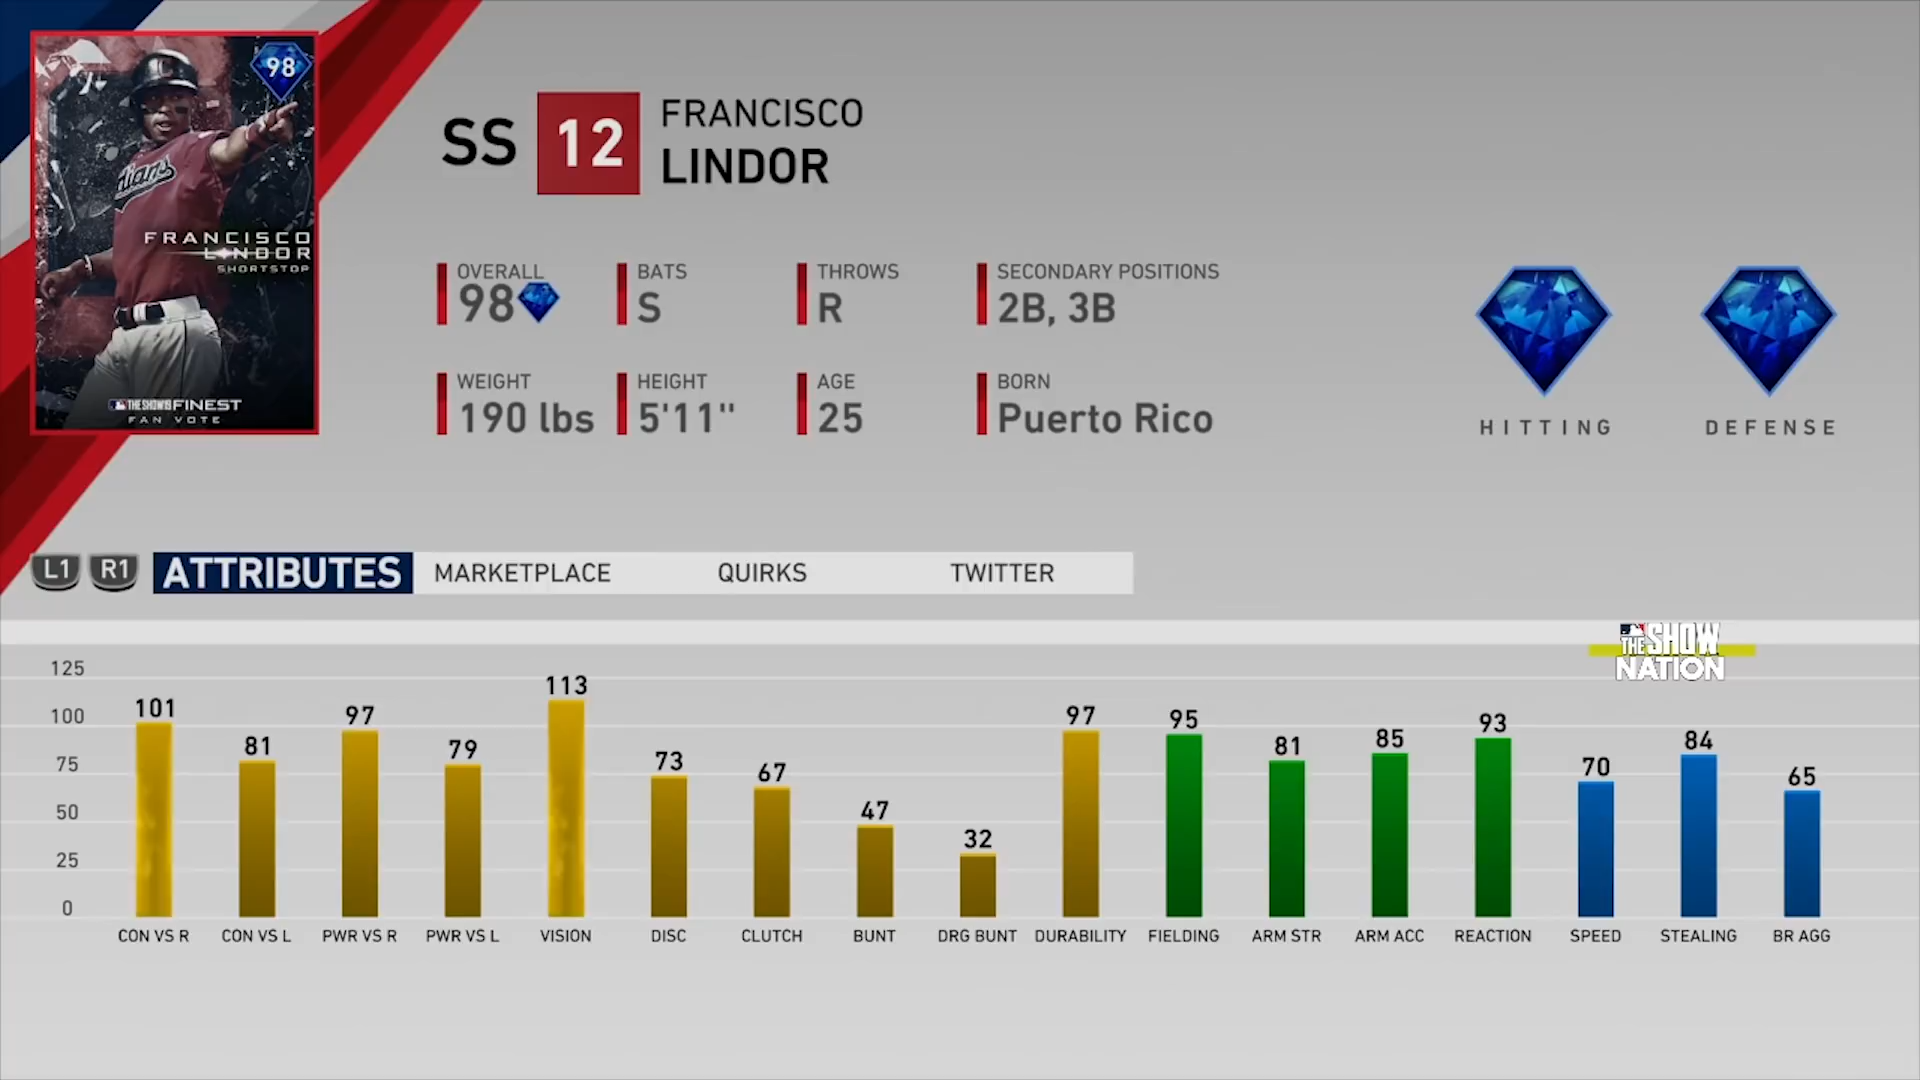 98
FRANCISCO
LINDOR
SHORTSTOP
THE SHOW 19 FINEST
FAN VOTE
Indians
SS
12
FRANCISCO
LINDOR
OVERALL
98
BATS
S
THROWS
R
SECONDARY POSITIONS
2B, 3B
WEIGHT
190 lbs
HEIGHT
5'11"
AGE
25
BORN
Puerto Rico
HITTING
DEFENSE
L1 R1 ATTRIBUTES MARKETPLACE QUIRKS TWITTER
THE SHOW
NATION
125
100
75
50
25
0
101 81 97 79 113 73 67 47 32 97 95 81 85 93 70 84 65
CON VS R CON VS L PWR VS R PWR VS L VISION DISC CLUTCH BUNT DRG BUNT DURABILITY FIELDING ARM STR ARM ACC REACTION SPEED STEALING BR AGG